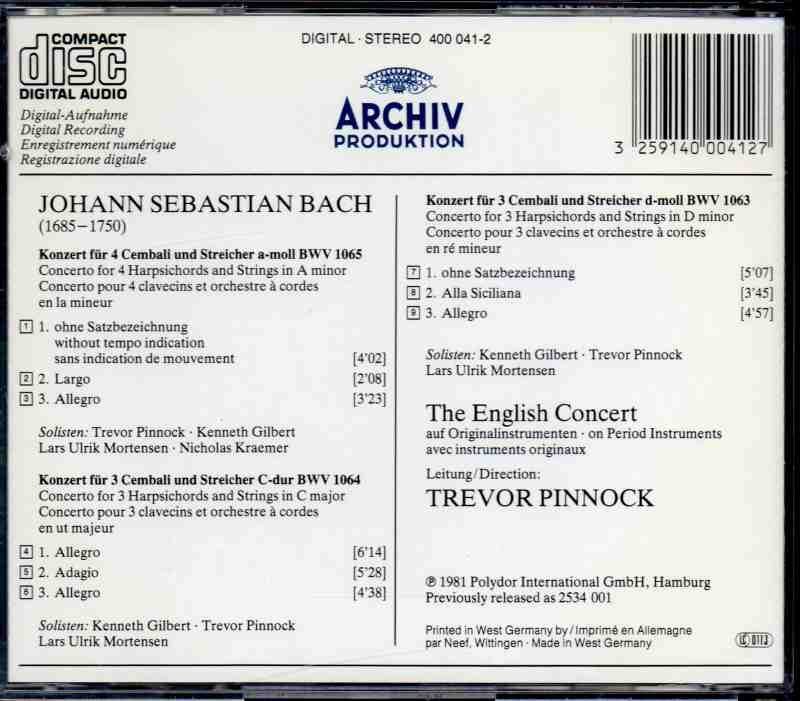 COMPACT
disc
DIGITAL AUDIO
DIGITAL · STEREO 400 041-2
ARCHIV
PRODUKTION
3 259140 004127
Digital-Aufnahme
Digital Recording
Enregistrement numérique
Registrazione digitale
JOHANN SEBASTIAN BACH
(1685–1750)
Konzert für 4 Cembali und Streicher a-moll BWV 1065
Concerto for 4 Harpsichords and Strings in A minor
Concerto pour 4 clavecins et orchestre à cordes
en la mineur
1 1. ohne Satzbezeichnung
without tempo indication
sans indication de mouvement [4'02]
2 2. Largo [2'08]
3 3. Allegro [3'23]
Solisten: Trevor Pinnock · Kenneth Gilbert
Lars Ulrik Mortensen · Nicholas Kraemer
Konzert für 3 Cembali und Streicher C-dur BWV 1064
Concerto for 3 Harpsichords and Strings in C major
Concerto pour 3 clavecins et orchestre à cordes
en ut majeur
4 1. Allegro [6'14]
5 2. Adagio [5'28]
6 3. Allegro [4'38]
Solisten: Kenneth Gilbert · Trevor Pinnock
Lars Ulrik Mortensen
Konzert für 3 Cembali und Streicher d-moll BWV 1063
Concerto for 3 Harpsichords and Strings in D minor
Concerto pour 3 clavecins et orchestre à cordes
en ré mineur
7 1. ohne Satzbezeichnung [5'07]
8 2. Alla Siciliana [3'45]
9 3. Allegro [4'57]
Solisten: Kenneth Gilbert · Trevor Pinnock
Lars Ulrik Mortensen
The English Concert
auf Originalinstrumenten · on Period Instruments
avec instruments originaux
Leitung/Direction:
TREVOR PINNOCK
℗ 1981 Polydor International GmbH, Hamburg
Previously released as 2534 001
Printed in West Germany by/Imprimé en Allemagne
par Neef, Wittingen · Made in West Germany
LC 0113